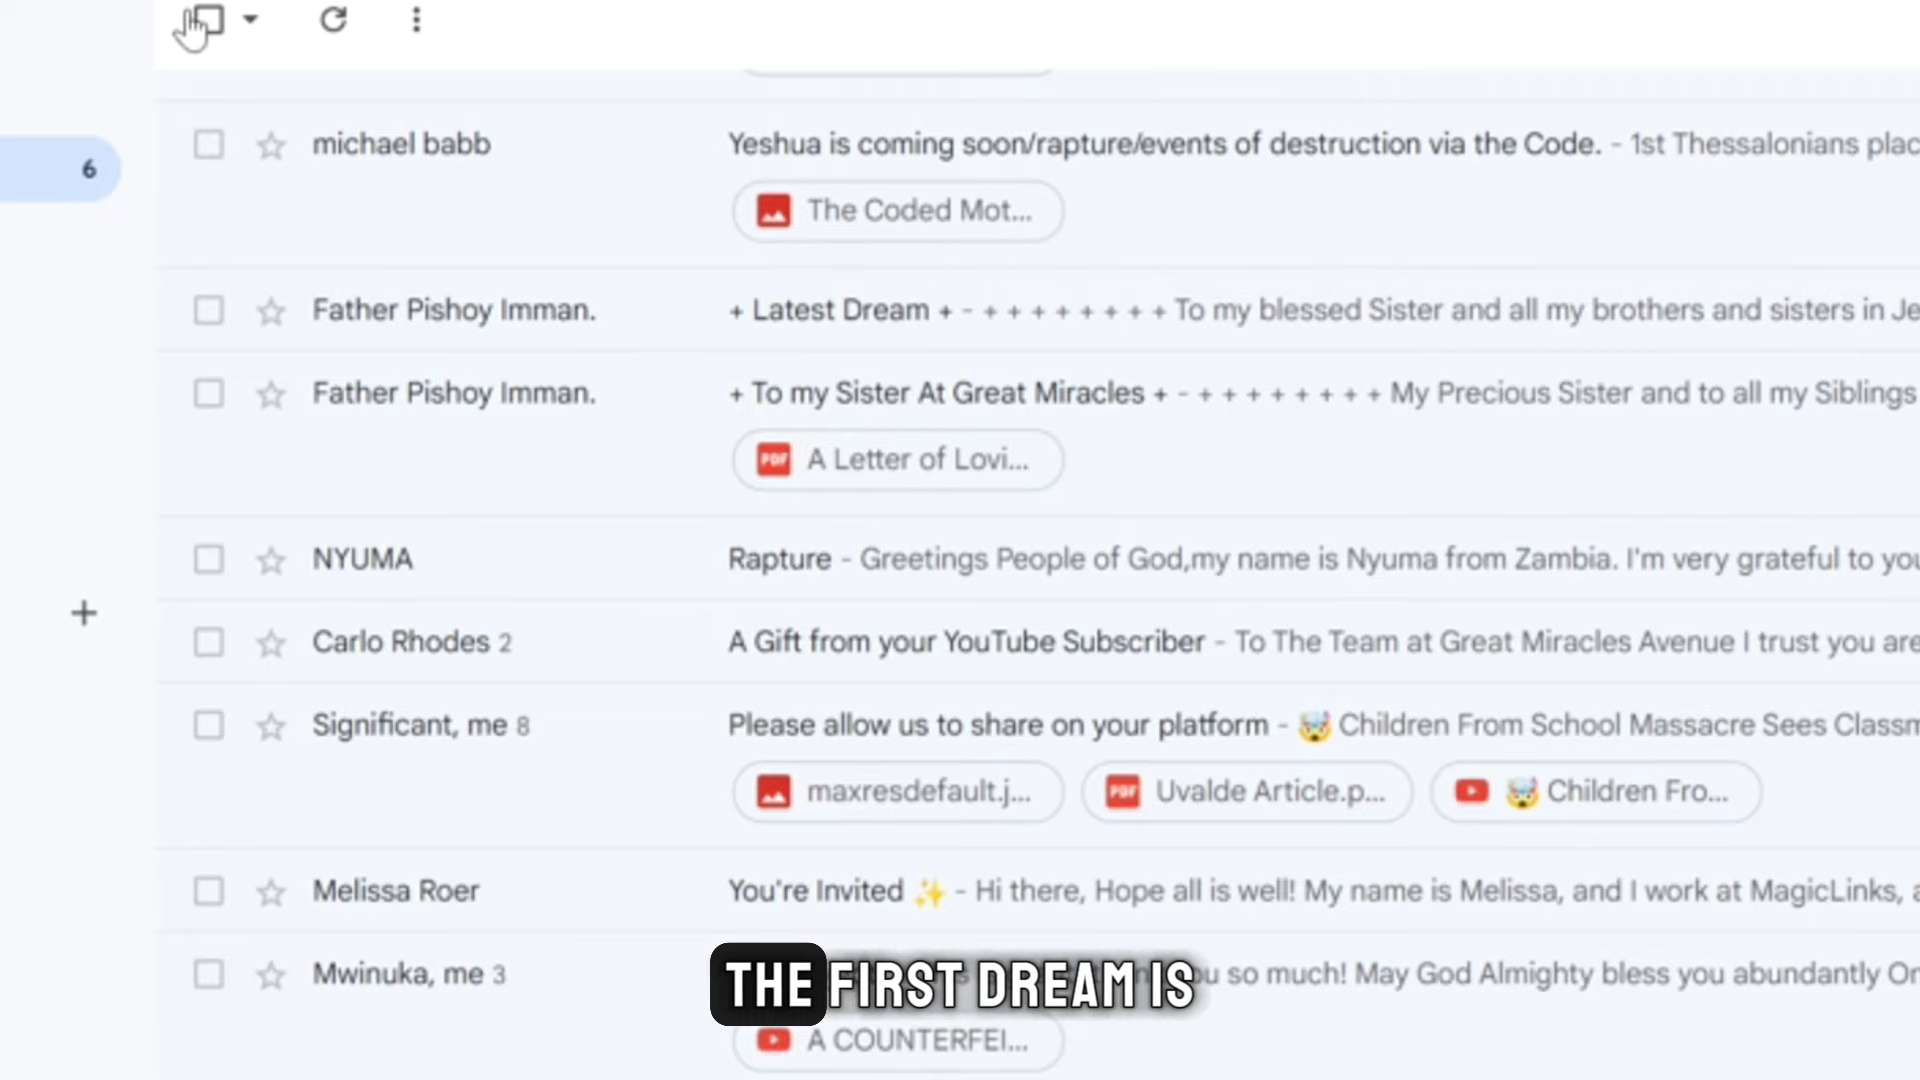 6
michael babb Yeshua is coming soon/rapture/events of destruction via the Code. - 1st Thessalonians plac
The Coded Mot...
Father Pishoy Imman. + Latest Dream + - + + + + + + + + To my blessed Sister and all my brothers and sisters in Je
Father Pishoy Imman. + To my Sister At Great Miracles + - + + + + + + + + My Precious Sister and to all my Siblings
PDF A Letter of Lovi...
NYUMA Rapture - Greetings People of God,my name is Nyuma from Zambia. I'm very grateful to you
Carlo Rhodes 2 A Gift from your YouTube Subscriber - To The Team at Great Miracles Avenue I trust you are
Significant, me 8 Please allow us to share on your platform - 🤯 Children From School Massacre Sees Classm
maxresdefault.j... PDF Uvalde Article.p... 🤯 Children Fro...
Melissa Roer You're Invited ✨ - Hi there, Hope all is well! My name is Melissa, and I work at MagicLinks, a
Mwinuka, me 3 so much! May God Almighty bless you abundantly On
THE FIRST DREAM IS
A COUNTERFEI...